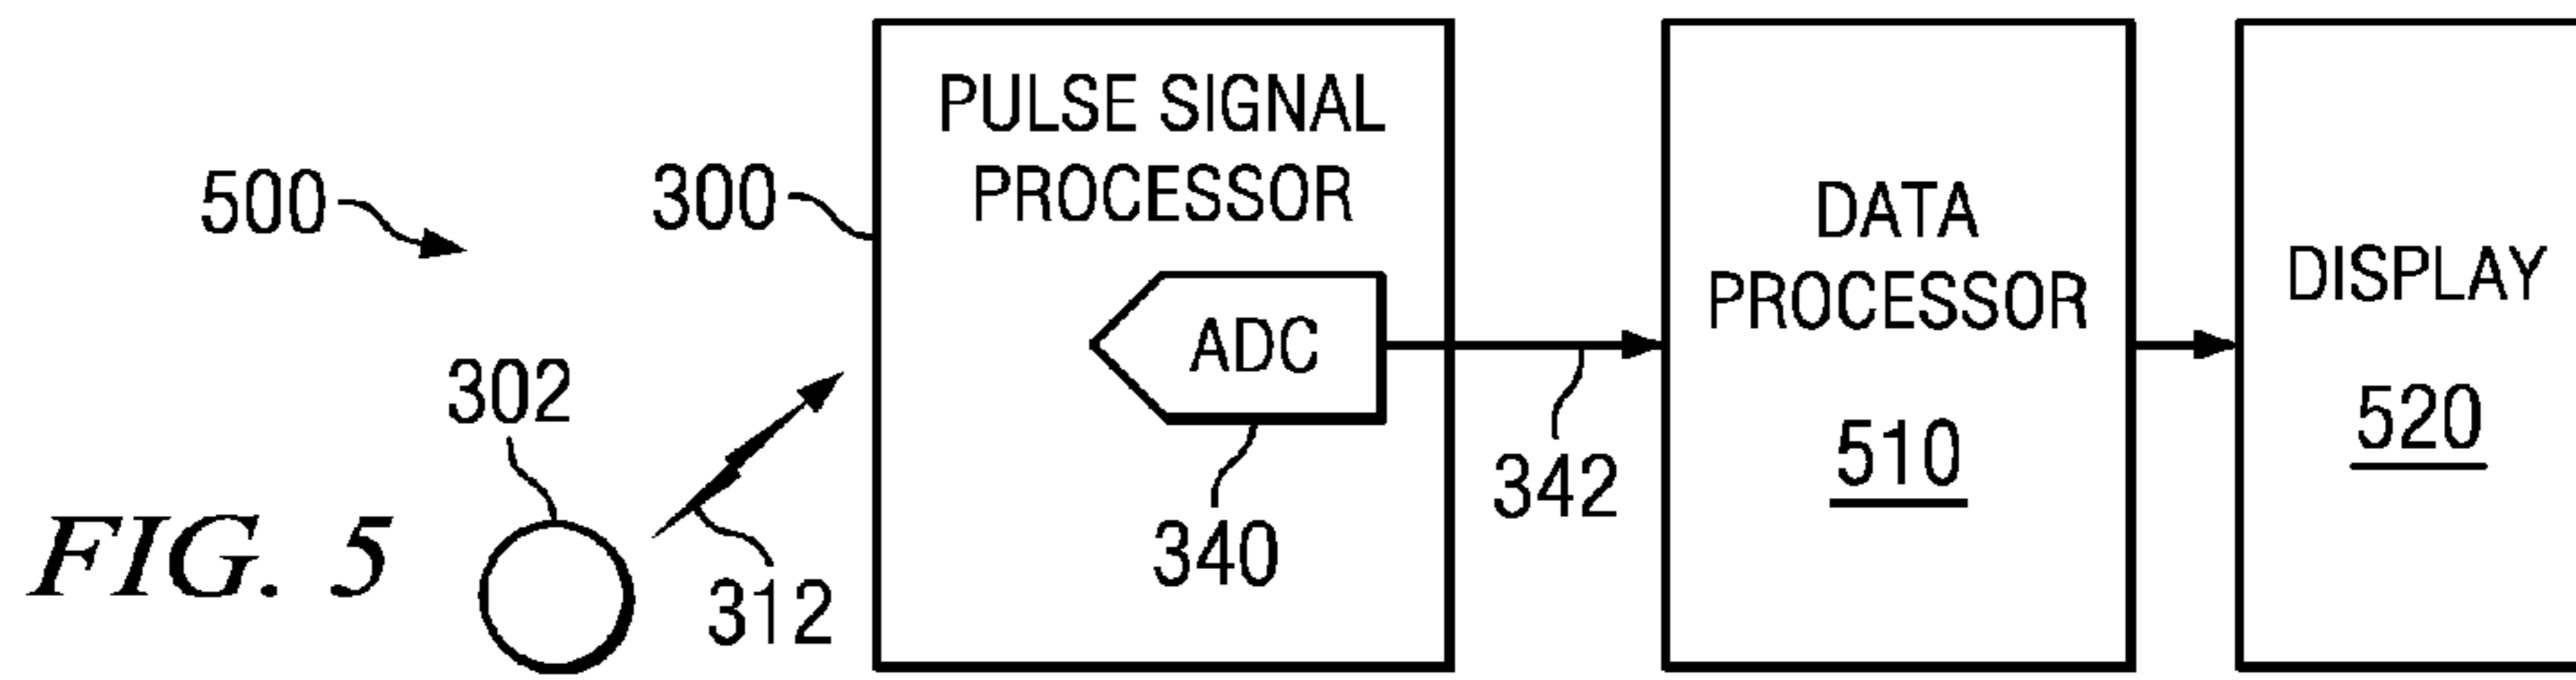 500
300
PULSE SIGNAL
PROCESSOR
ADC
340
302
312
FIG. 5
342
DATA
PROCESSOR
510
DISPLAY
520